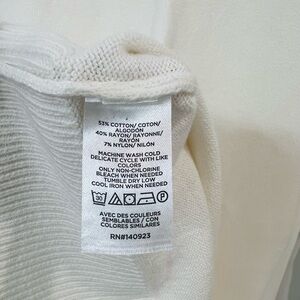 53% COTTON/ COTON/
ALGODÓN
40% RAYON/ RAYONNE/
RAYÓN
7% NYLON/ NILÓN
MACHINE WASH COLD
DELICATE CYCLE WITH LIKE
COLORS
ONLY NON-CHLORINE
BLEACH WHEN NEEDED
TUMBLE DRY LOW
COOL IRON WHEN NEEDED
30 P
AVEC DES COULEURS
SEMBLABLES / CON
COLORES SIMILARES
RN#140923